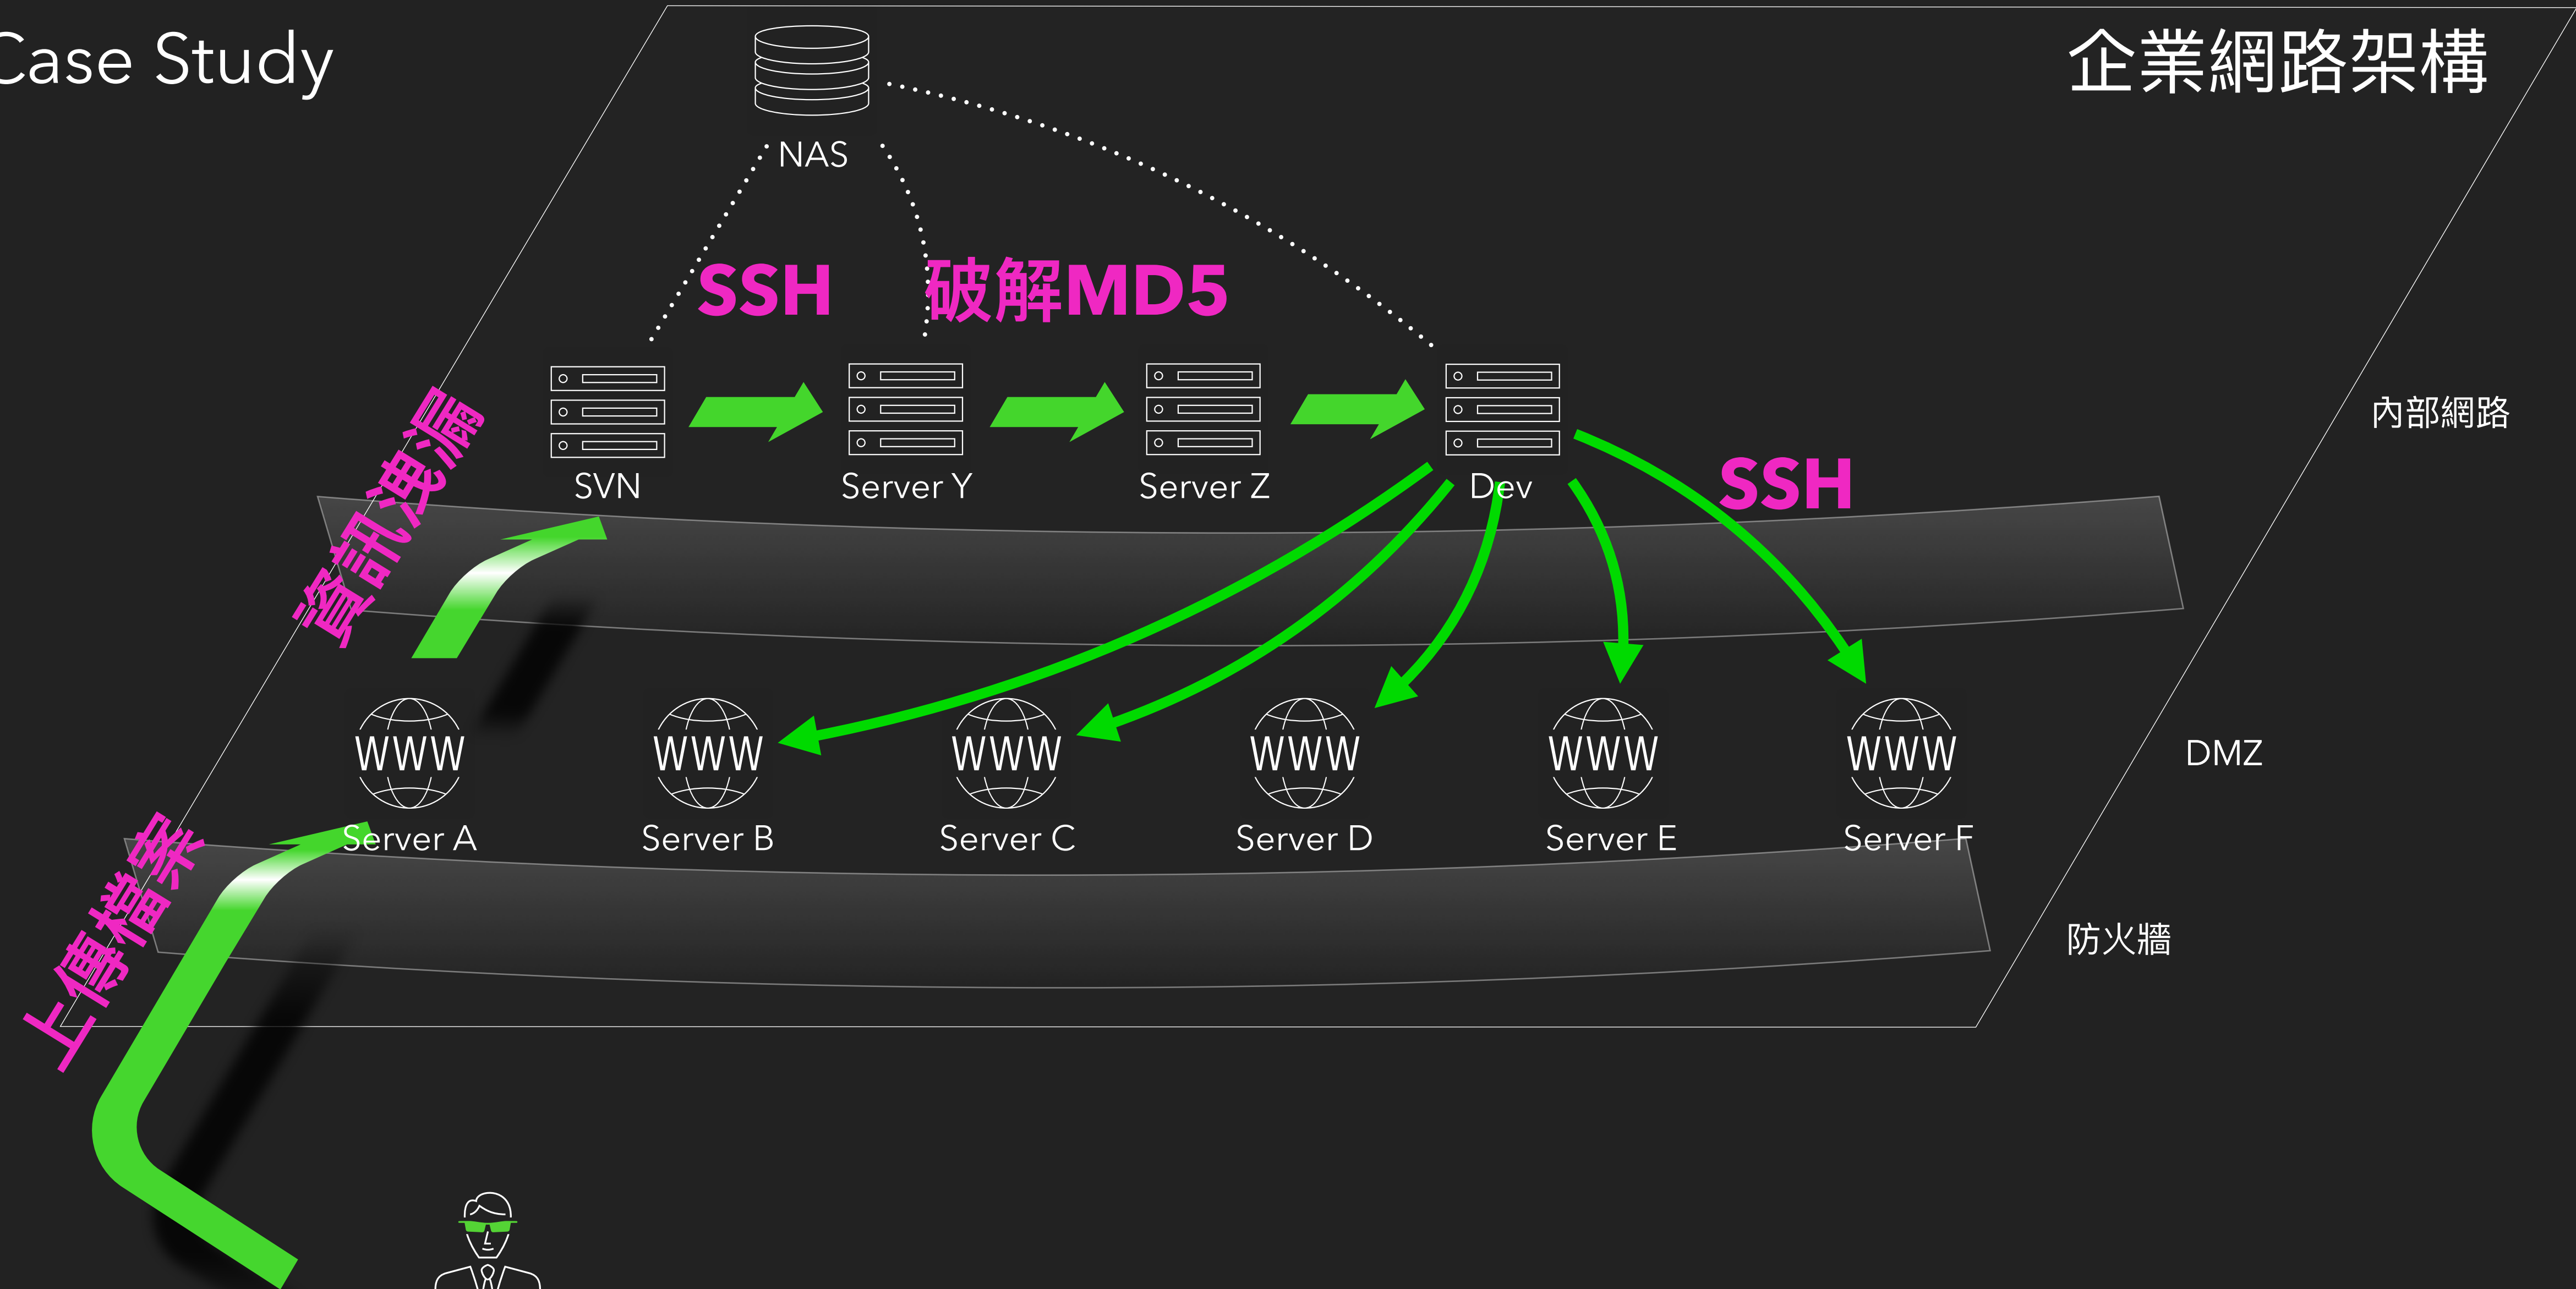 Case Study
企業網路架構
NAS
SSH
破解MD5
內部網路
資訊洩漏
SVN
Server Y
Server Z
Dev
SSH
WWW
WWW
WWW
WWW
WWW
WWW
DMZ
Server A
Server B
Server C
Server D
Server E
Server F
上傳檔案
防火牆